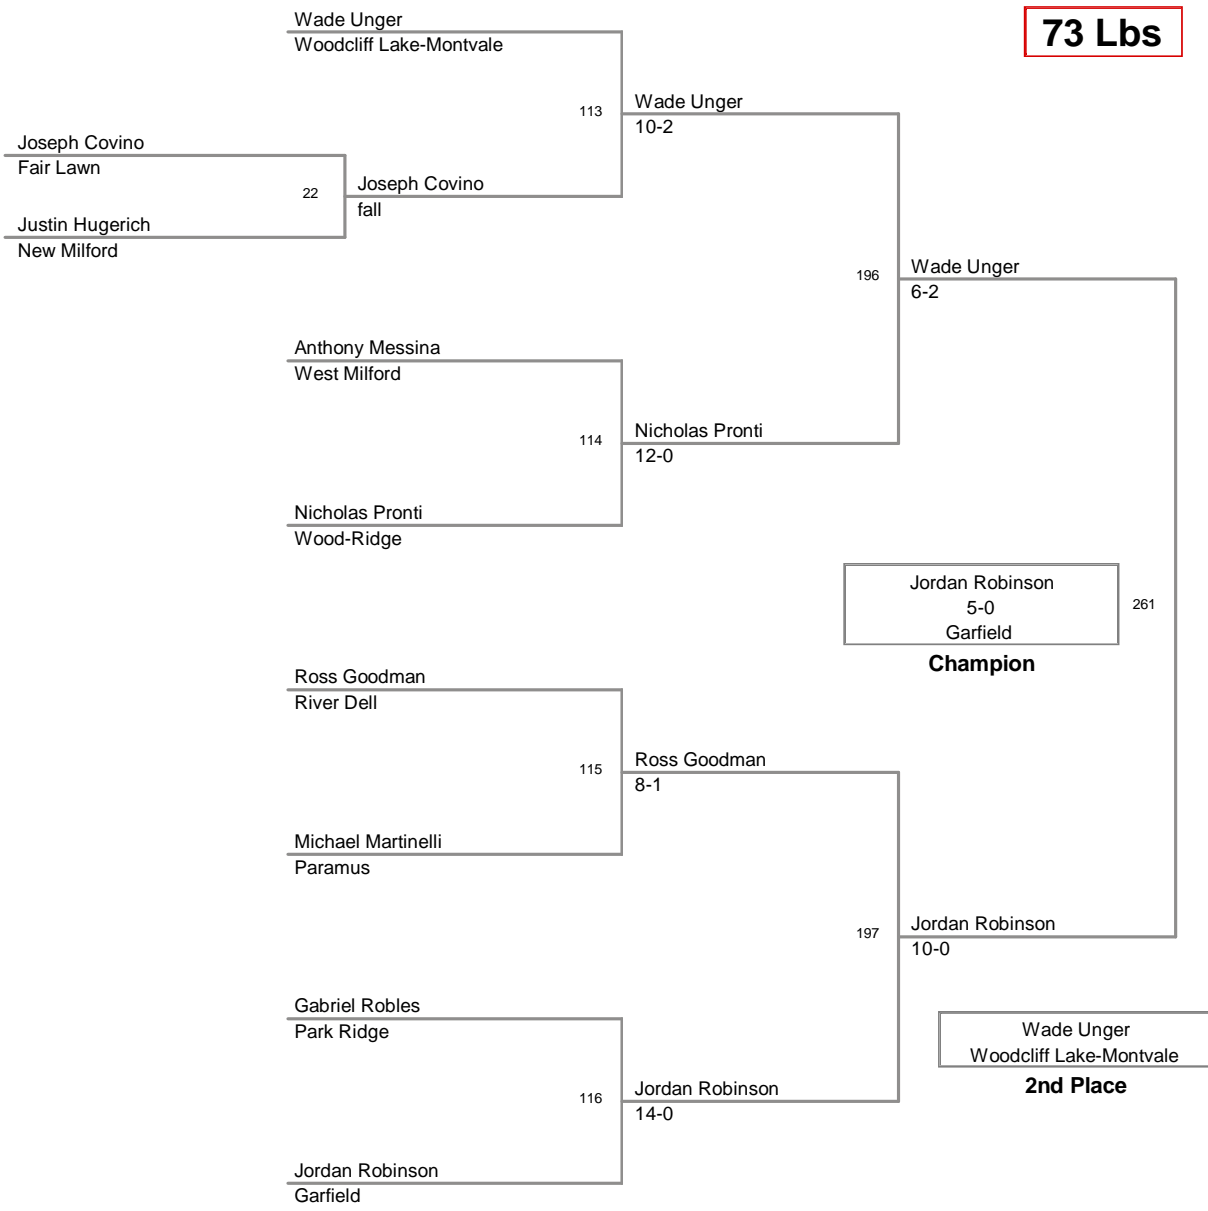 73 Lbs
Wade Unger
Woodcliff Lake-Montvale
113
Wade Unger
10-2
Joseph Covino
Fair Lawn
22
Joseph Covino
fall
Justin Hugerich
New Milford
196
Wade Unger
6-2
Anthony Messina
West Milford
114
Nicholas Pronti
12-0
Nicholas Pronti
Wood-Ridge
Jordan Robinson
5-0
Garfield
261
Champion
Ross Goodman
River Dell
115
Ross Goodman
8-1
Michael Martinelli
Paramus
197
Jordan Robinson
10-0
Gabriel Robles
Park Ridge
Wade Unger
Woodcliff Lake-Montvale
2nd Place
116
Jordan Robinson
14-0
Jordan Robinson
Garfield